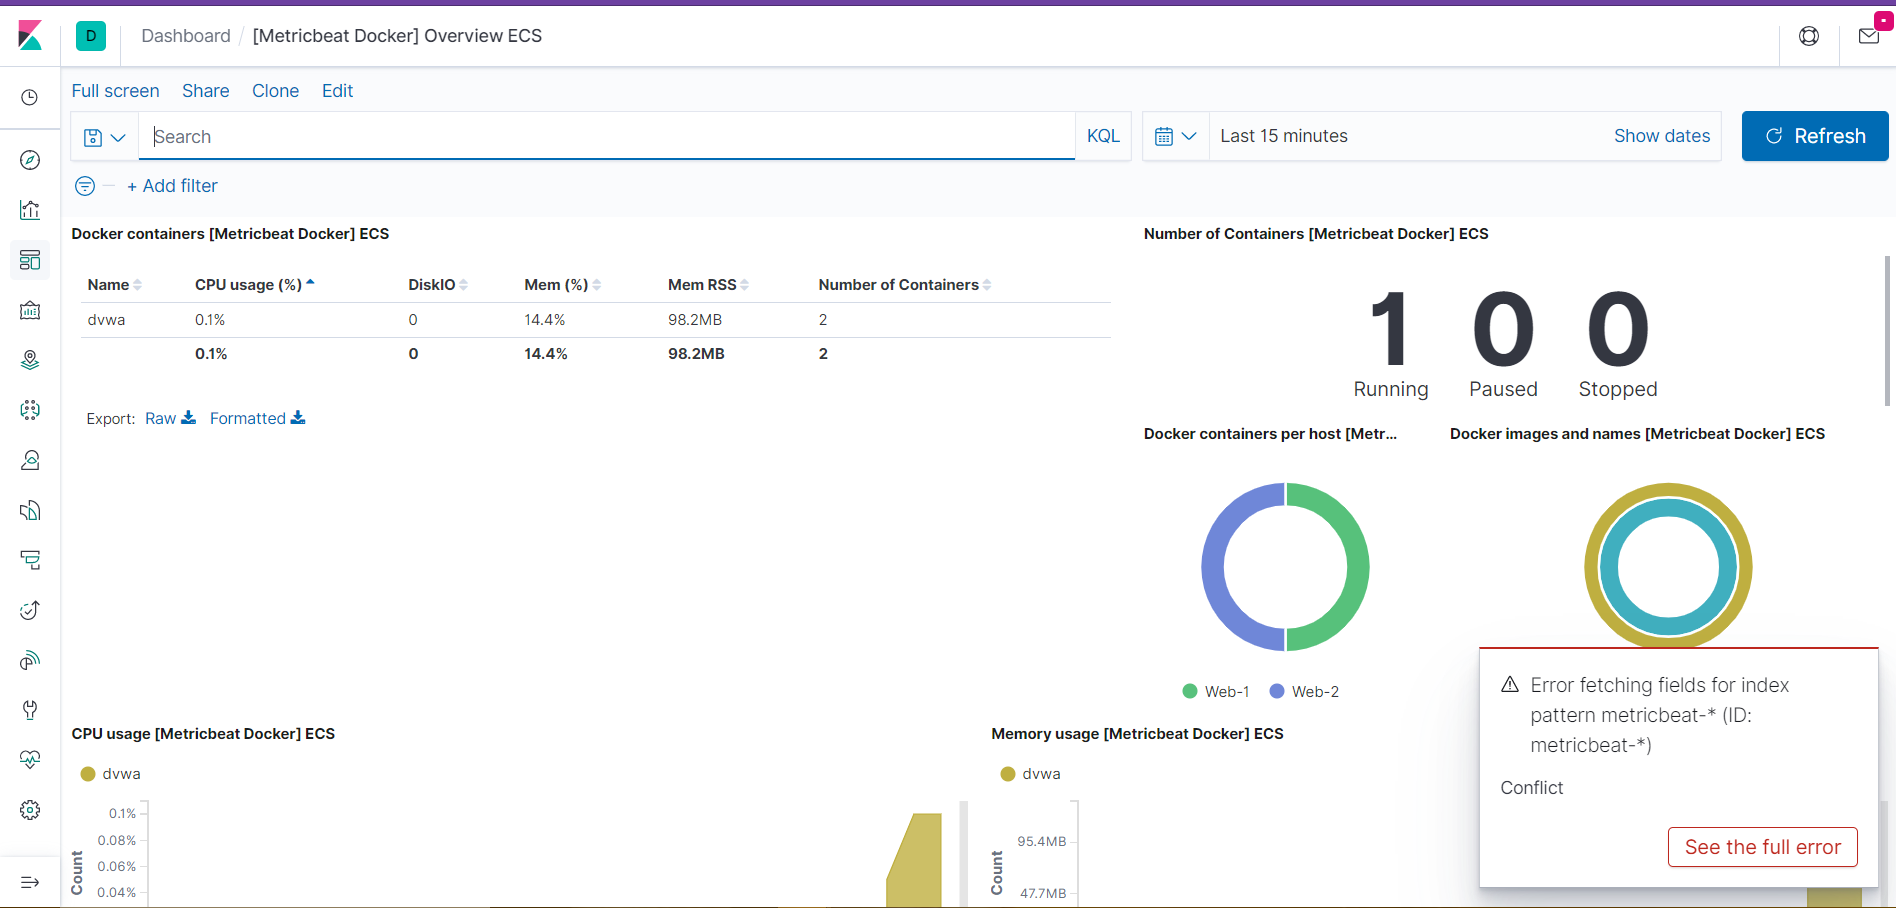 D
Dashboard / [Metricbeat Docker] Overview ECS
Full screen Share Clone Edit
Search KQL Last 15 minutes Show dates Refresh
+ Add filter
Docker containers [Metricbeat Docker] ECS
Name CPU usage (%) DiskIO Mem (%) Mem RSS Number of Containers
dvwa 0.1% 0 14.4% 98.2MB 2
0.1% 0 14.4% 98.2MB 2
Export: Raw Formatted
Number of Containers [Metricbeat Docker] ECS
1 0 0
Running Paused Stopped
Docker containers per host [Metr...
Web-1 Web-2
Docker images and names [Metricbeat Docker] ECS
CPU usage [Metricbeat Docker] ECS
dvwa
0.1%
0.08%
0.06%
0.04%
Count
Memory usage [Metricbeat Docker] ECS
dvwa
95.4MB
47.7MB
Count
Error fetching fields for index
pattern metricbeat-* (ID:
metricbeat-*)
Conflict
See the full error